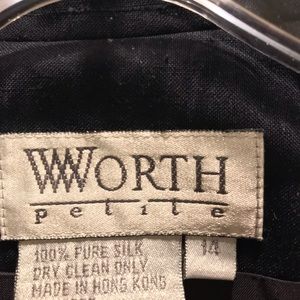 WORTH
petite
14
100% PURE SILK
DRY CLEAN ONLY
MADE IN HONG KONG